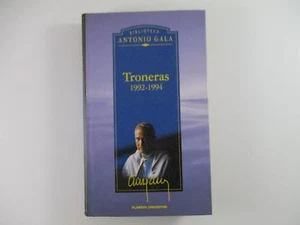 BIBLIOTECA
ANTONIO GALA
Troneras
1992-1994
PLANETA DEAGOSTINI